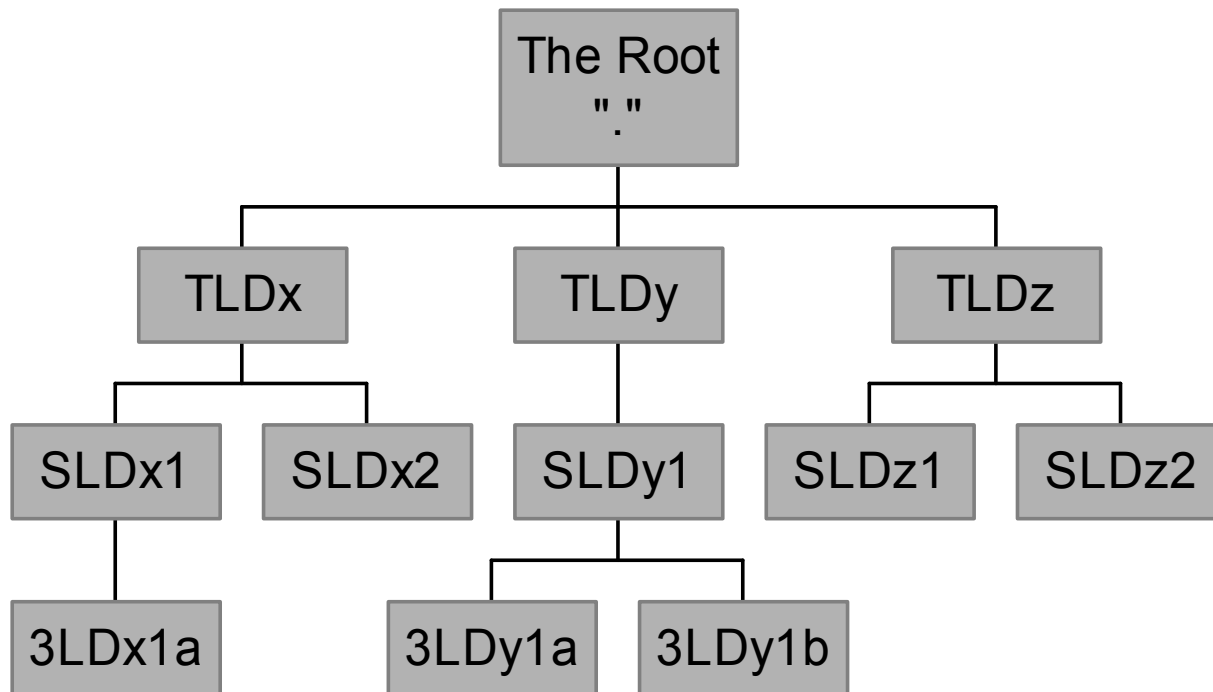 The Root
"."
TLDx
TLDy
TLDz
SLDx1
SLDx2
SLDy1
SLDz1
SLDz2
3LDx1a
3LDy1a
3LDy1b